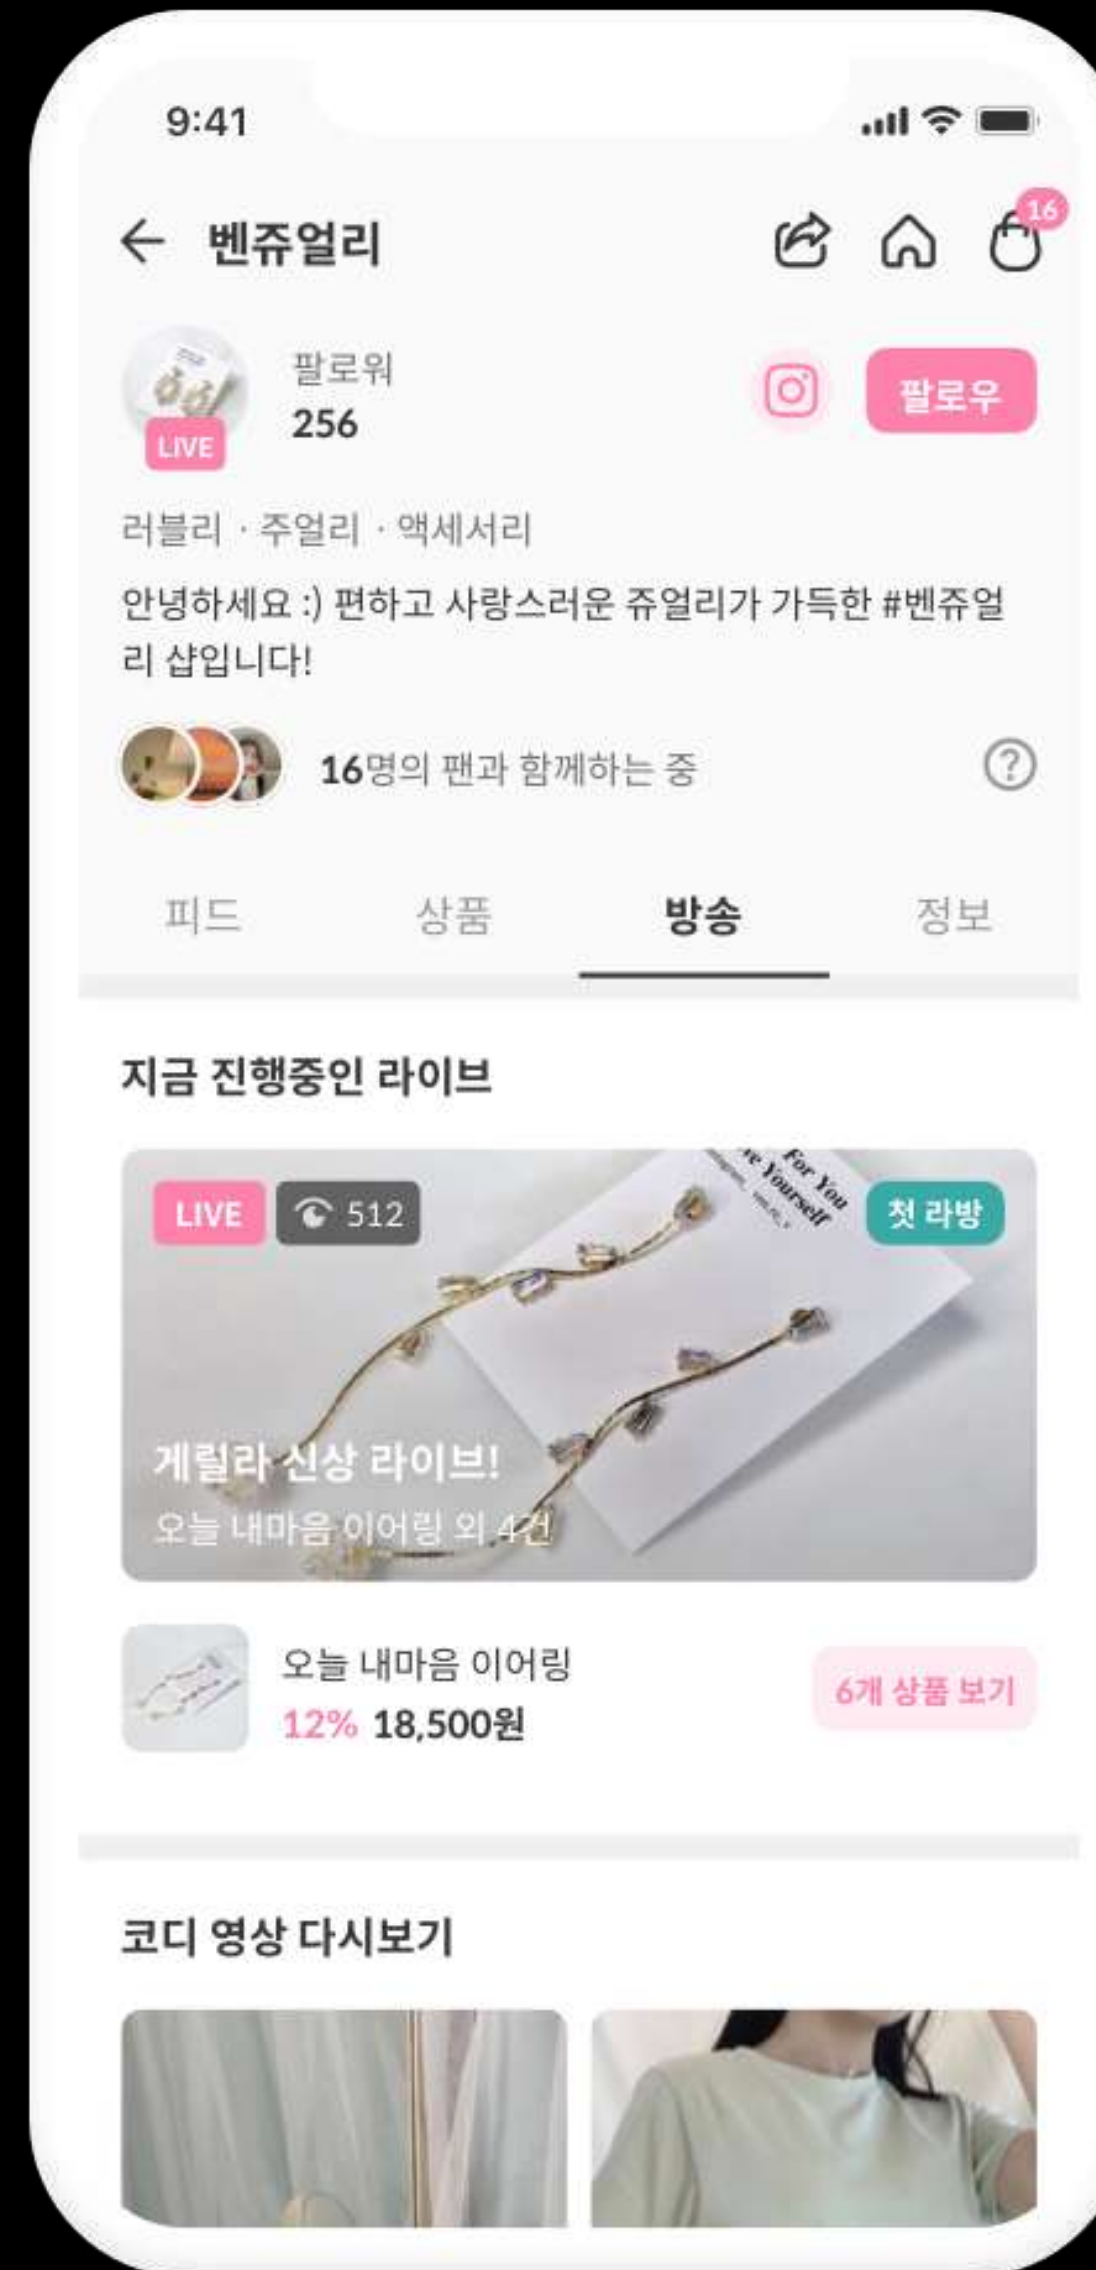 9:41
벤쥬얼리
16
팔로워
256
팔로우
LIVE
러블리 · 주얼리 · 액세서리
안녕하세요 :) 편하고 사랑스러운 쥬얼리가 가득한 #벤쥬얼
리 샵입니다!
16명의 팬과 함께하는 중
피드
상품
방송
정보
지금 진행중인 라이브
LIVE
512
첫 라방
For You
Yourself
게릴라 신상 라이브!
오늘 내마음 이어링 외 4건
오늘 내마음 이어링
12% 18,500원
6개 상품 보기
코디 영상 다시보기